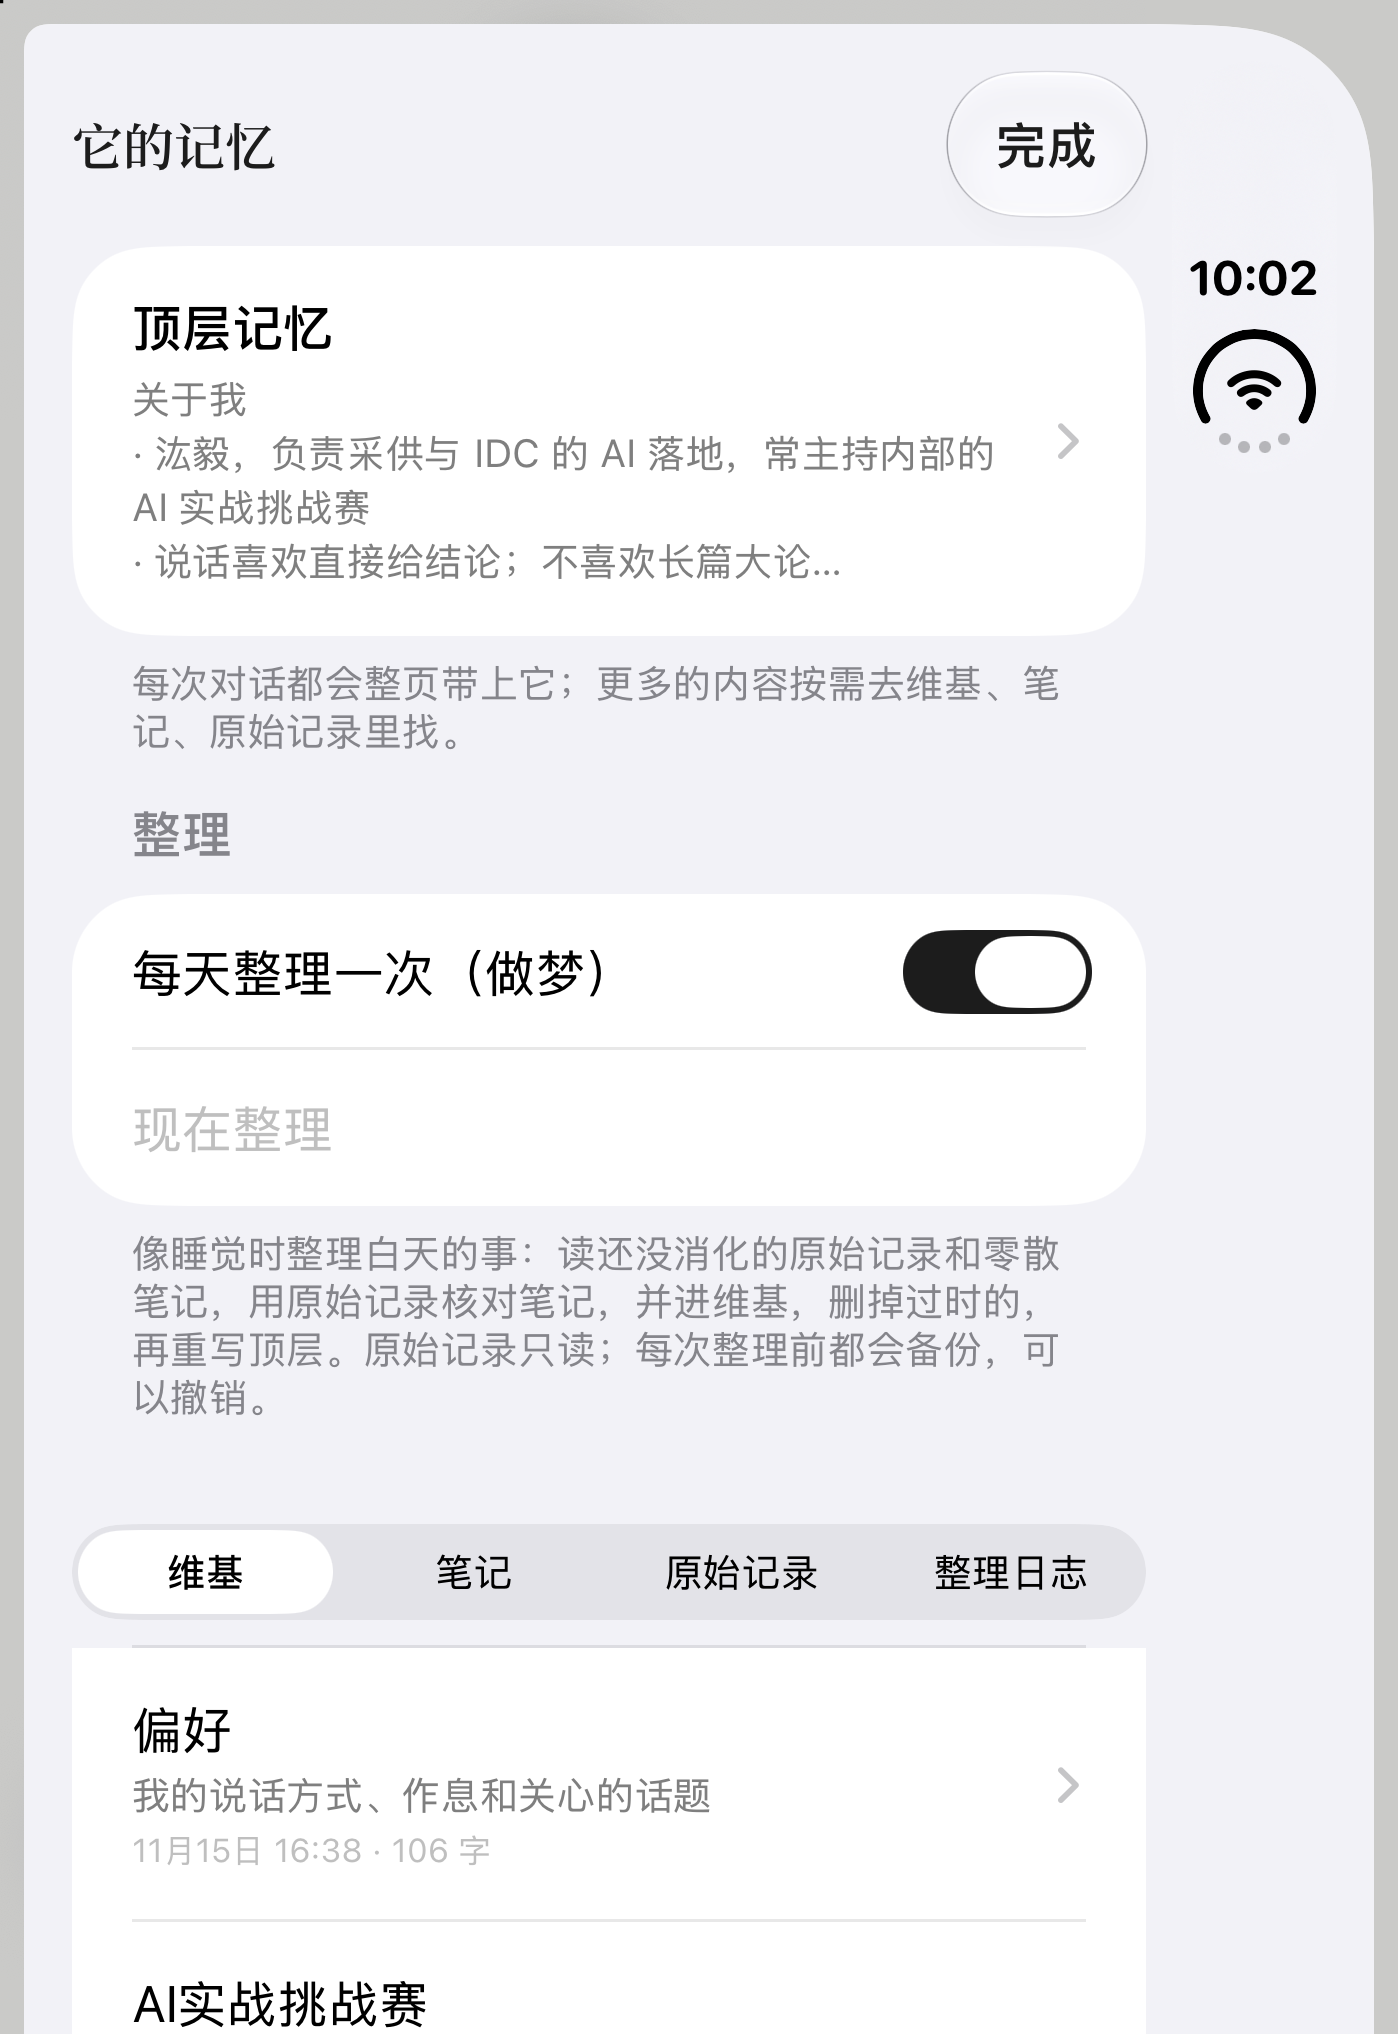 它的记忆
完成
10:02
顶层记忆
关于我
· 汯毅，负责采供与 IDC 的 AI 落地，常主持内部的
AI 实战挑战赛
· 说话喜欢直接给结论；不喜欢长篇大论...
每次对话都会整页带上它；更多的内容按需去维基、笔
记、原始记录里找。
整理
每天整理一次（做梦）
现在整理
像睡觉时整理白天的事：读还没消化的原始记录和零散
笔记，用原始记录核对笔记，并进维基，删掉过时的，
再重写顶层。原始记录只读；每次整理前都会备份，可
以撤销。
维基
笔记
原始记录
整理日志
偏好
我的说话方式、作息和关心的话题
11月15日 16:38 · 106 字
AI实战挑战赛